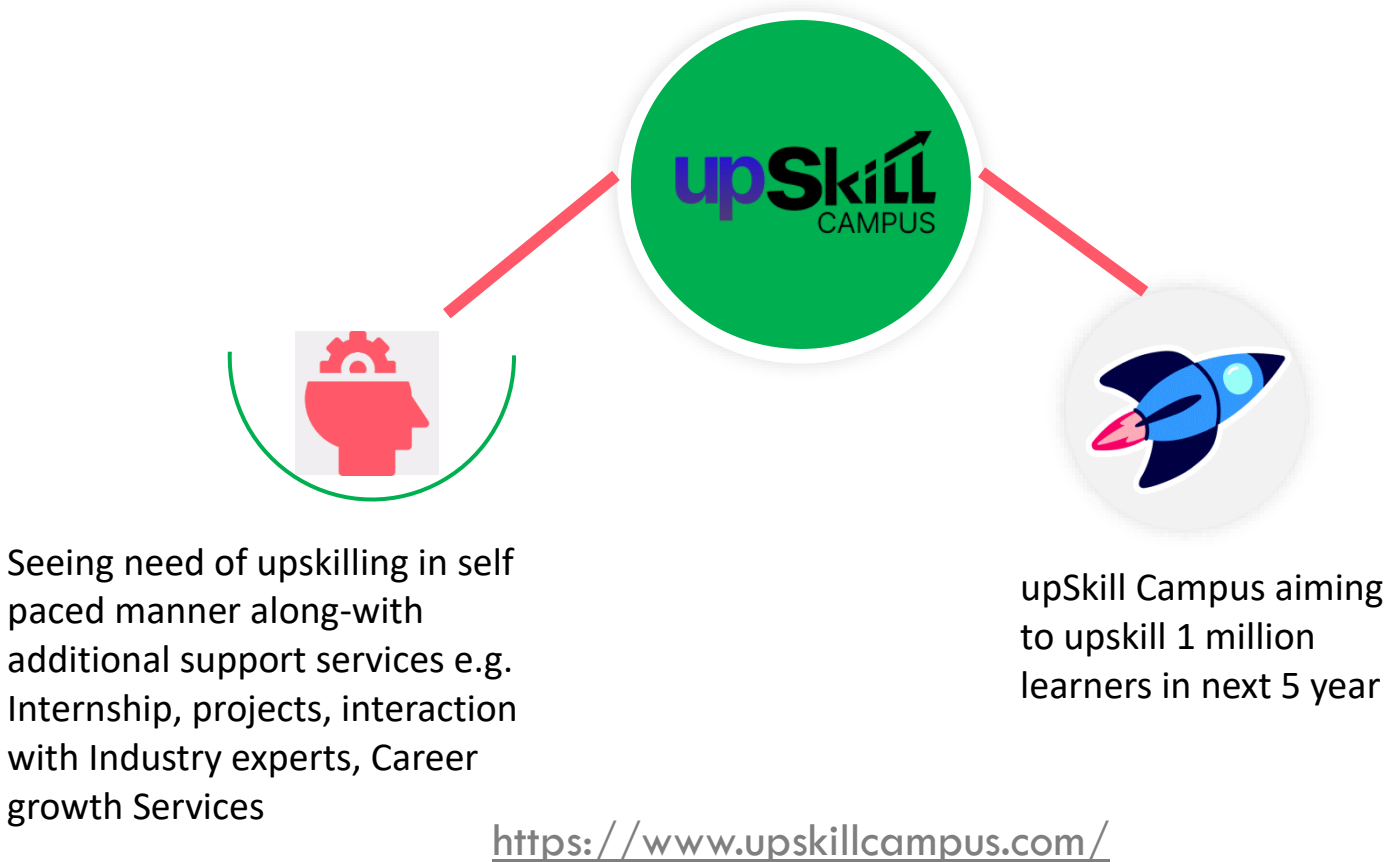 upSkill
CAMPUS
Seeing need of upskilling in self
paced manner along-with
additional support services e.g.
Internship, projects, interaction
with Industry experts, Career
growth Services
upSkill Campus aiming
to upskill 1 million
learners in next 5 year
https://www.upskillcampus.com/